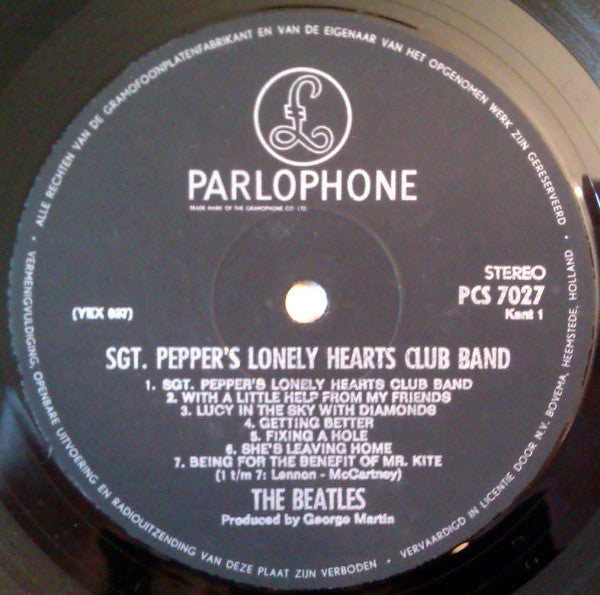 • ALLE RECHTEN VAN DE GRAMOFOONPLATENFABRIKANT EN VAN DE EIGENAAR VAN HET OPGENOMEN WERK ZIJN GERESERVEERD •
£
PARLOPHONE
TRADE MARK OF THE GRAMOPHONE CO LTD
STEREO
PCS 7027
Kant 1
(YEX 637)
SGT. PEPPER'S LONELY HEARTS CLUB BAND
1. SGT. PEPPER'S LONELY HEARTS CLUB BAND
2. WITH A LITTLE HELP FROM MY FRIENDS
3. LUCY IN THE SKY WITH DIAMONDS
4. GETTING BETTER
5. FIXING A HOLE
6. SHE'S LEAVING HOME
7. BEING FOR THE BENEFIT OF MR. KITE
(1 t/m 7: Lennon - McCartney)
THE BEATLES
Produced by George Martin
VERMENGVULDIGING, OPENBARE UITVOERING EN RADIOUITZENDING VAN DEZE PLAAT ZIJN VERBODEN •
VERVAARDIGD IN LICENTIE DOOR N.V. BOVEMA, HEEMSTEDE, HOLLAND